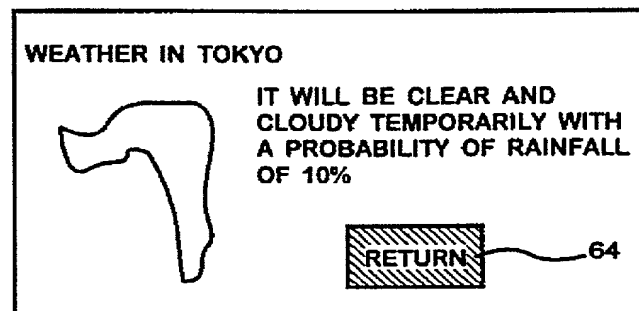 WEATHER IN TOKYO
IT WILL BE CLEAR AND
CLOUDY TEMPORARILY WITH
A PROBABILITY OF RAINFALL
OF 10%
RETURN
64